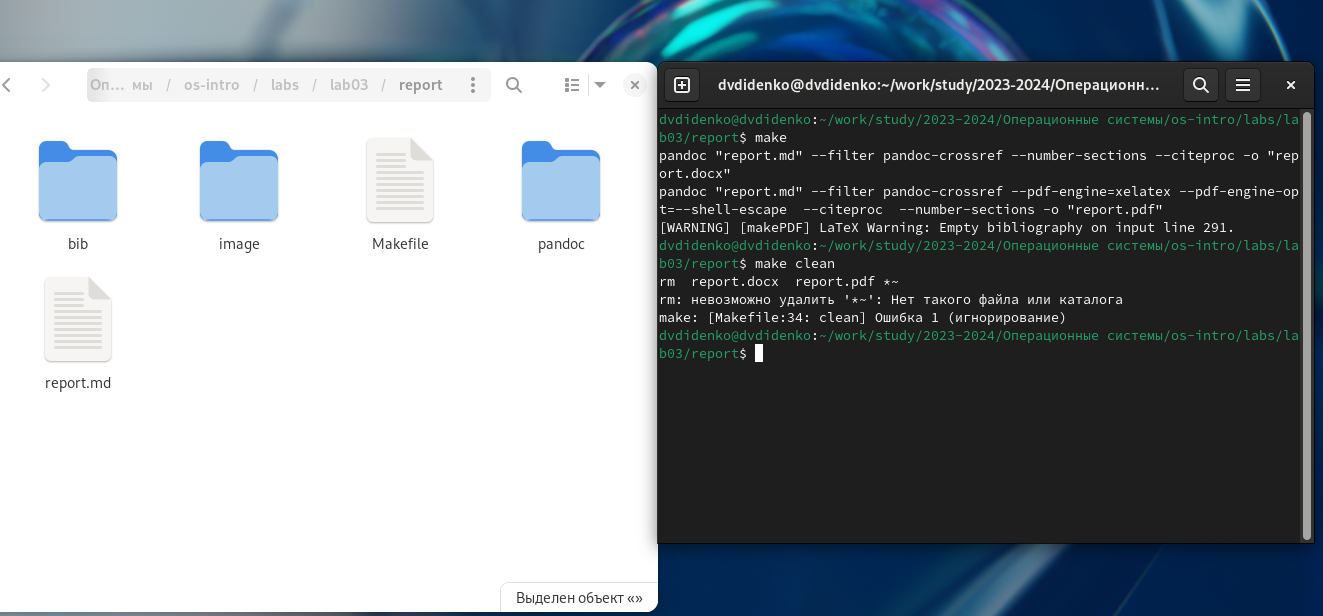 Оп… мы / os-intro / labs / lab03 / report
bib
image
Makefile
pandoc
report.md
Выделен объект «»
dvdidenko@dvdidenko:~/work/study/2023-2024/Операционн…
dvdidenko@dvdidenko:~/work/study/2023-2024/Операционные системы/os-intro/labs/la
b03/report$ make
pandoc "report.md" --filter pandoc-crossref --number-sections --citeproc -o "rep
ort.docx"
pandoc "report.md" --filter pandoc-crossref --pdf-engine=xelatex --pdf-engine-op
t=--shell-escape  --citeproc  --number-sections -o "report.pdf"
[WARNING] [makePDF] LaTeX Warning: Empty bibliography on input line 291.
dvdidenko@dvdidenko:~/work/study/2023-2024/Операционные системы/os-intro/labs/la
b03/report$ make clean
rm  report.docx  report.pdf *~
rm: невозможно удалить '*~': Нет такого файла или каталога
make: [Makefile:34: clean] Ошибка 1 (игнорирование)
dvdidenko@dvdidenko:~/work/study/2023-2024/Операционные системы/os-intro/labs/la
b03/report$